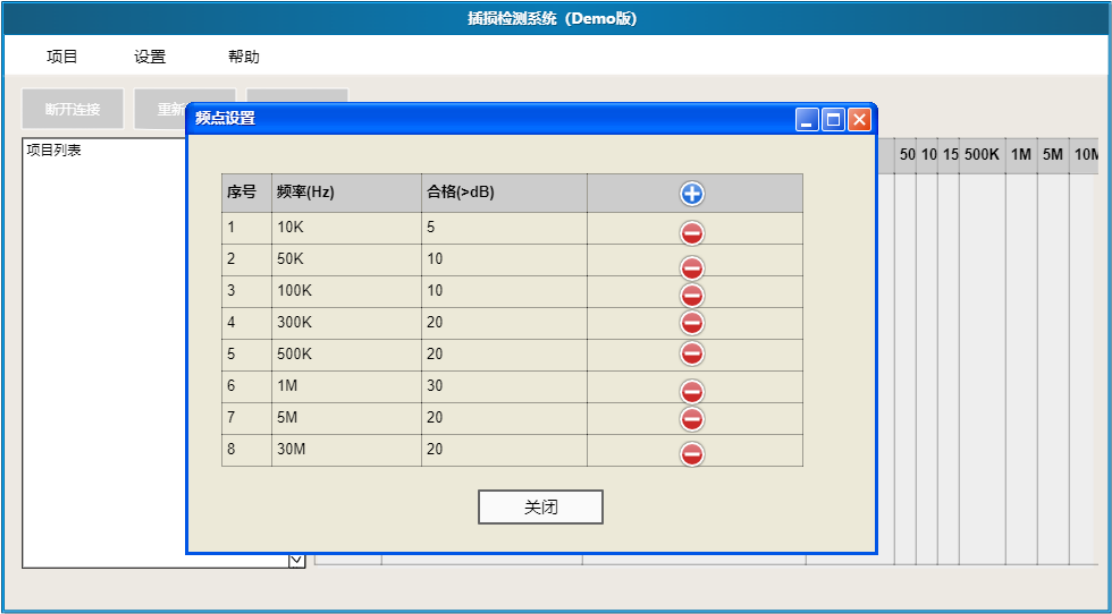 插损检测系统（Demo版）
项目 设置 帮助
断开连接 重新
频点设置
项目列表
50 10 15 500K 1M 5M 10M
序号 频率(Hz) 合格(>dB)
1 10K 5
2 50K 10
3 100K 10
4 300K 20
5 500K 20
6 1M 30
7 5M 20
8 30M 20
关闭